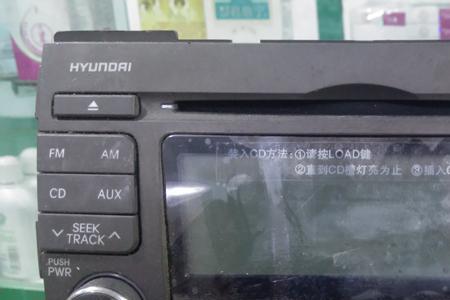 HYUNDAI
FM AM
CD AUX
SEEK
TRACK
PUSH
PWR
装入CD方法：①请按LOAD键
②直到CD槽灯亮为止 ③插入C